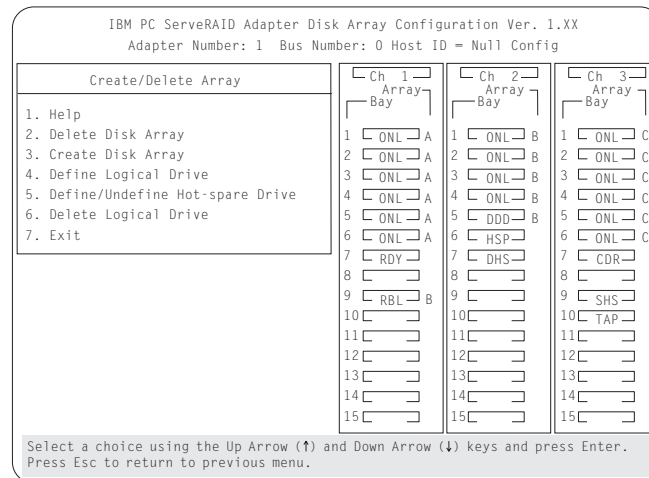 IBM PC ServeRAID Adapter Disk Array Configuration Ver. 1.XX
Adapter Number: 1 Bus Number: 0 Host ID = Null Config
Create/Delete Array
1. Help
2. Delete Disk Array
3. Create Disk Array
4. Define Logical Drive
5. Define/Undefine Hot-spare Drive
6. Delete Logical Drive
7. Exit
Ch 1
Array
Bay
1 ONL A
2 ONL A
3 ONL A
4 ONL A
5 ONL A
6 ONL A
7 RDY
8
9 RBL B
10
11
12
13
14
15
Ch 2
Array
Bay
1 ONL B
2 ONL B
3 ONL B
4 ONL B
5 DDD B
6 HSP
7 DHS
8
9
10
11
12
13
14
15
Ch 3
Array
Bay
1 ONL C
2 ONL C
3 ONL C
4 ONL C
5 ONL C
6 ONL C
7 CDR
8
9 SHS
10 TAP
11
12
13
14
15
Select a choice using the Up Arrow (↑) and Down Arrow (↓) keys and press Enter.
Press Esc to return to previous menu.